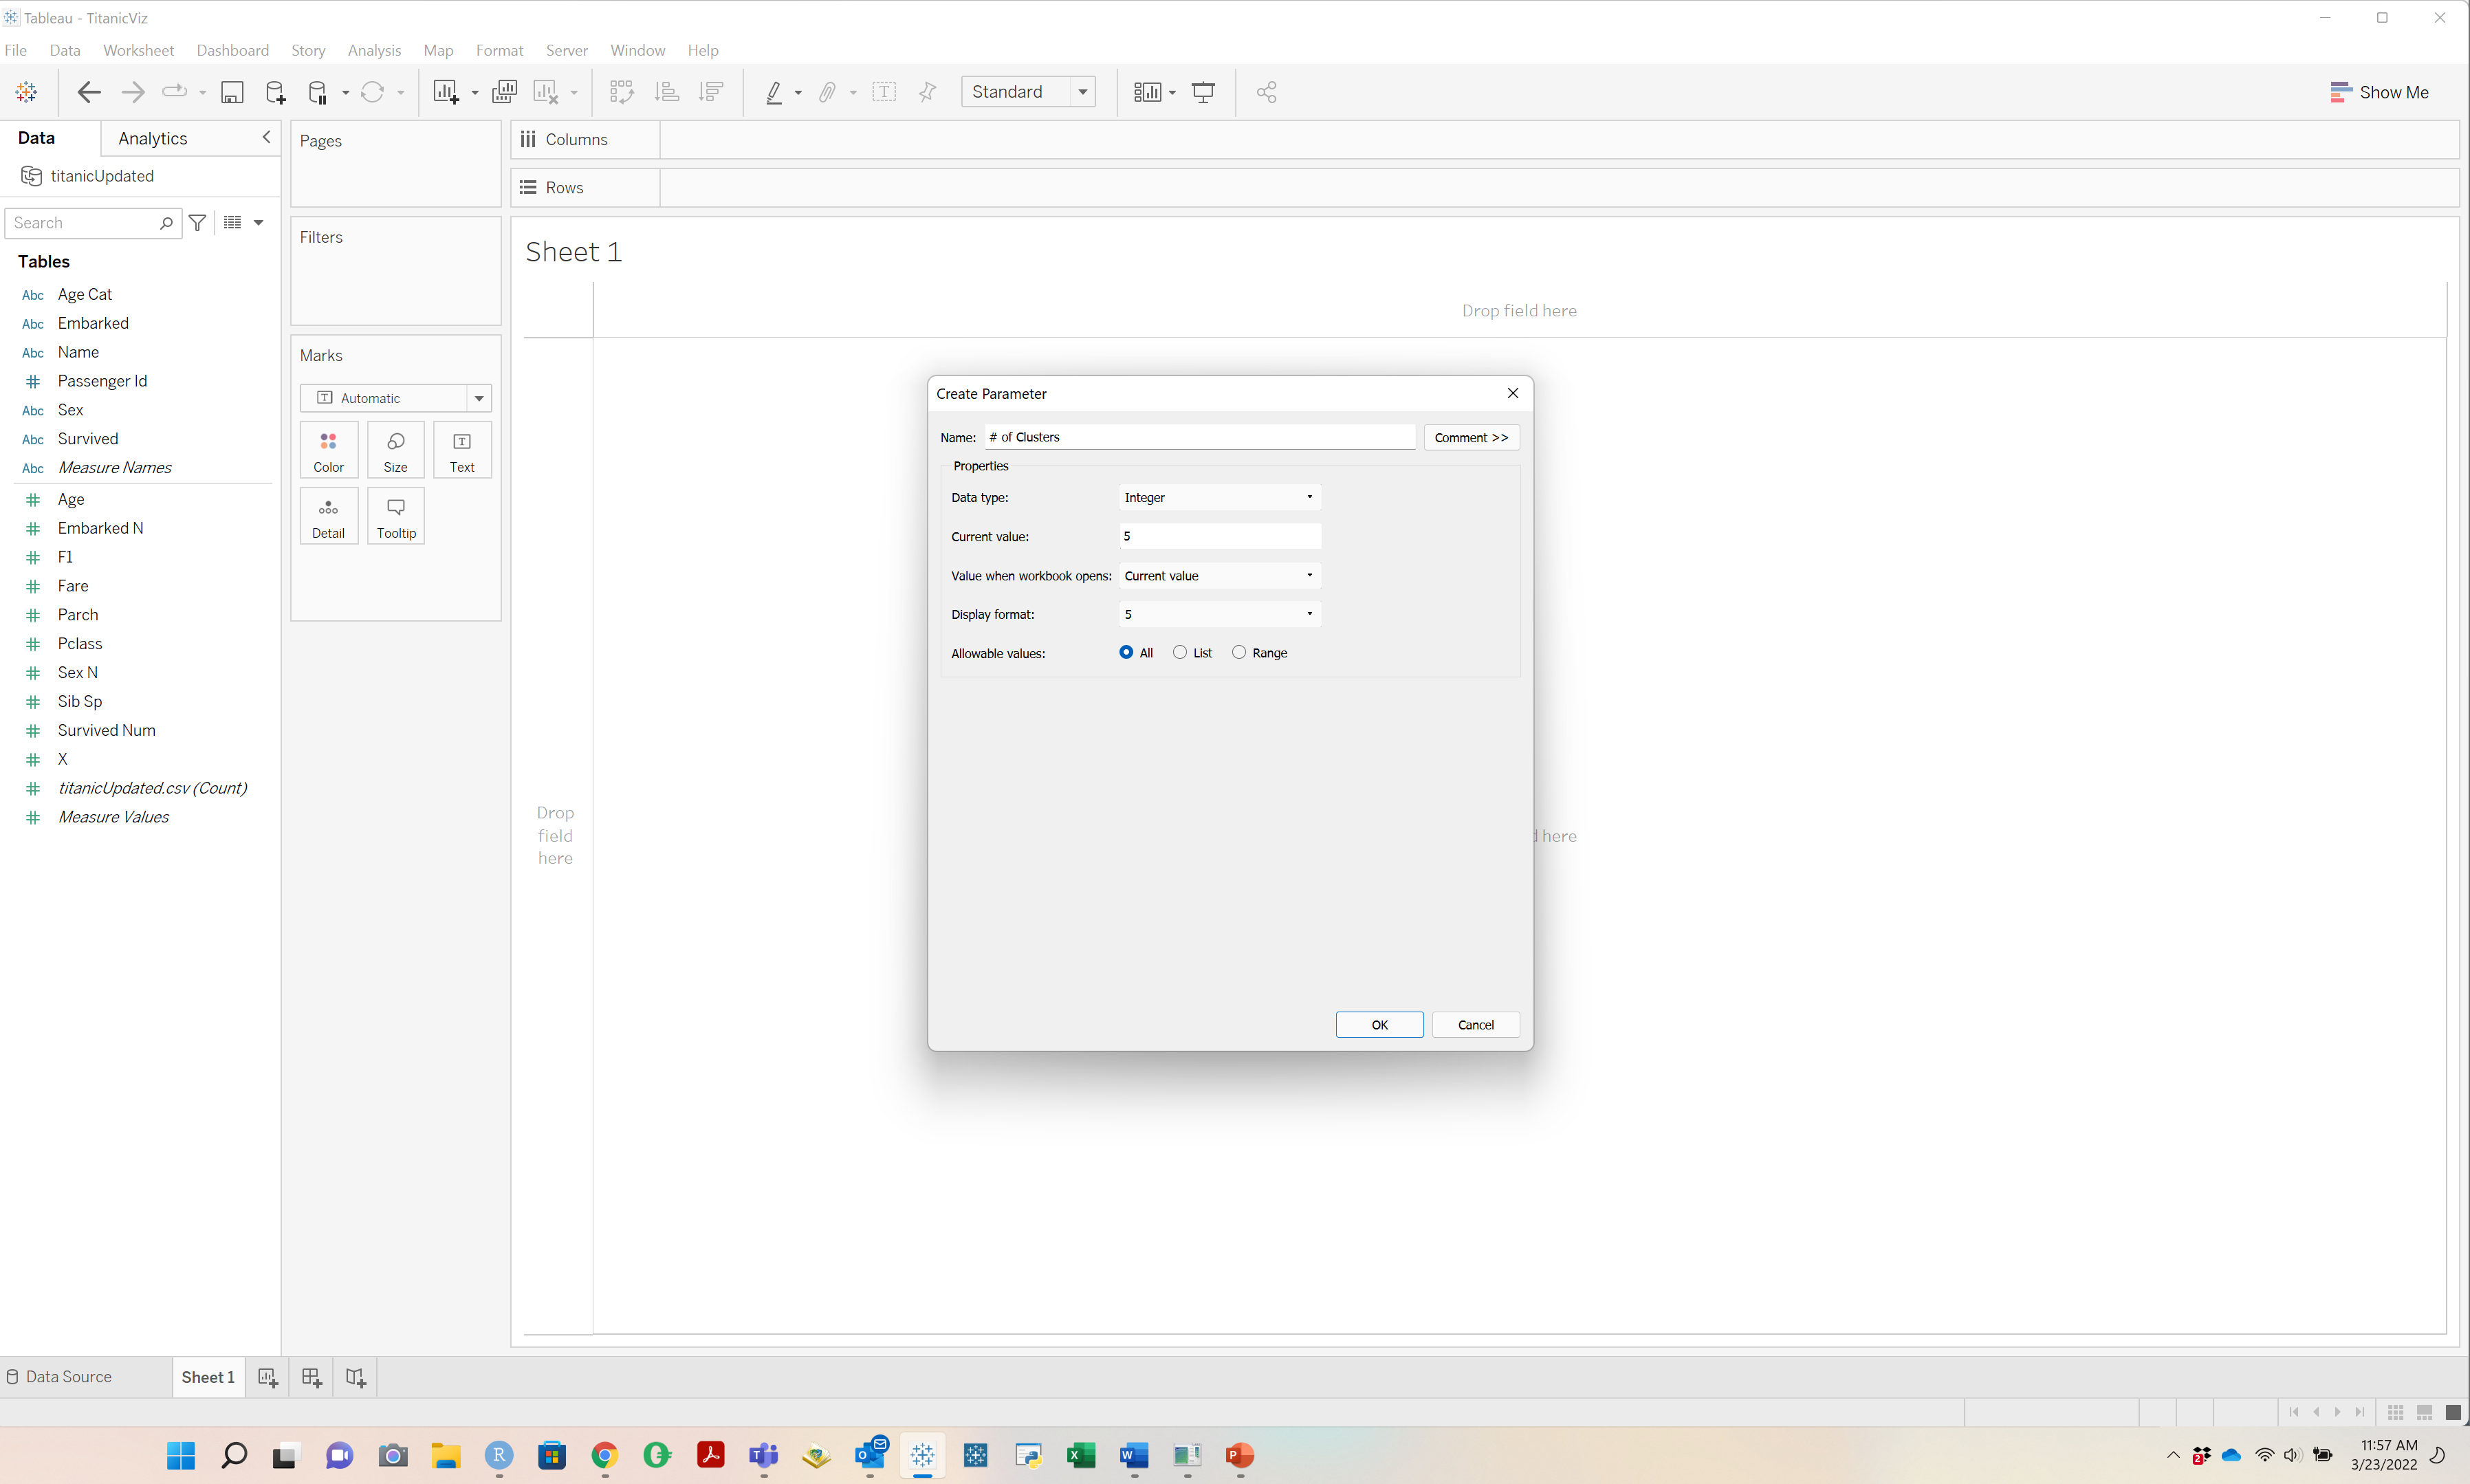 Tableau - TitanicViz
File Data Worksheet Dashboard Story Analysis Map Format Server Window Help
Standard
Show Me
Data
Analytics
titanicUpdated
Search
Tables
Abc Age Cat
Abc Embarked
Abc Name
# Passenger Id
Abc Sex
Abc Survived
Abc Measure Names
# Age
# Embarked N
# F1
# Fare
# Parch
# Pclass
# Sex N
# Sib Sp
# Survived Num
# X
# titanicUpdated.csv (Count)
# Measure Values
Pages
Filters
Marks
T Automatic
Color
Size
T
Text
Detail
Tooltip
Columns
Rows
Sheet 1
Drop field here
Drop
field
here
d here
Create Parameter
Name: # of Clusters
Comment >>
Properties
Data type: Integer
Current value: 5
Value when workbook opens: Current value
Display format: 5
Allowable values: All List Range
OK
Cancel
Data Source
Sheet 1
11:57 AM
3/23/2022